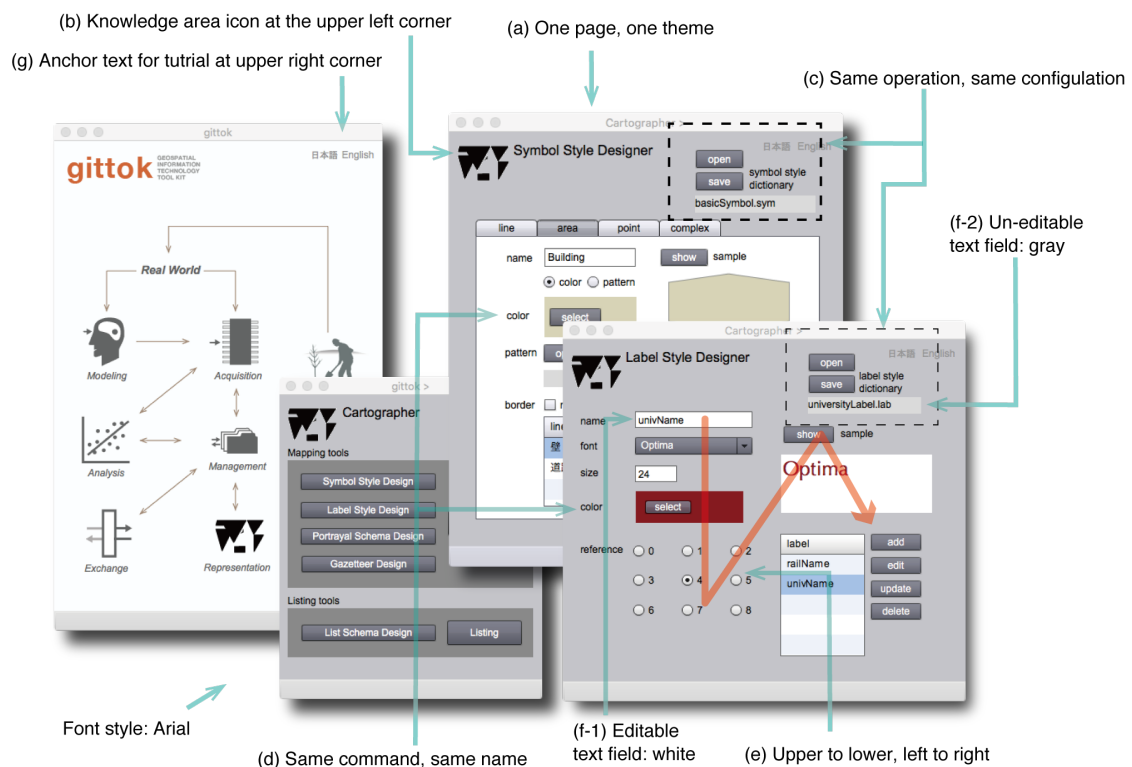 (b) Knowledge area icon at the upper left corner
(a) One page, one theme
(g) Anchor text for tutrial at upper right corner
(c) Same operation, same configulation
gittok
gittok
GEOSPATIAL
INFORMATION
TECHNOLOGY
TOOL KIT
日本語 English
Real World
Modeling
Acquisition
Analysis
Management
Exchange
Representation
Cartographer >
Symbol Style Designer
日本語 English
open
save
symbol style
dictionary
basicSymbol.sym
line area point complex
name Building show sample
color pattern
color select
pattern
border
(f-2) Un-editable
text field: gray
gittok >
Cartographer
Mapping tools
Symbol Style Design
Label Style Design
Portrayal Schema Design
Gazetteer Design
Listing tools
List Schema Design Listing
Cartographer >
Label Style Designer
日本語 English
open
save
label style
dictionary
universityLabel.lab
name univName
show sample
font Optima
size 24
Optima
color select
reference 0 1 2
3 4 5
6 7 8
label
railName
univName
add
edit
update
delete
Font style: Arial
(d) Same command, same name
(f-1) Editable
text field: white
(e) Upper to lower, left to right